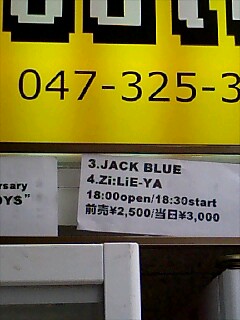 047-325-3
3.JACK BLUE
4.Zi:LiE-YA
18:00open/18:30start
前売¥2,500/当日¥3,000
rsary
OYS"